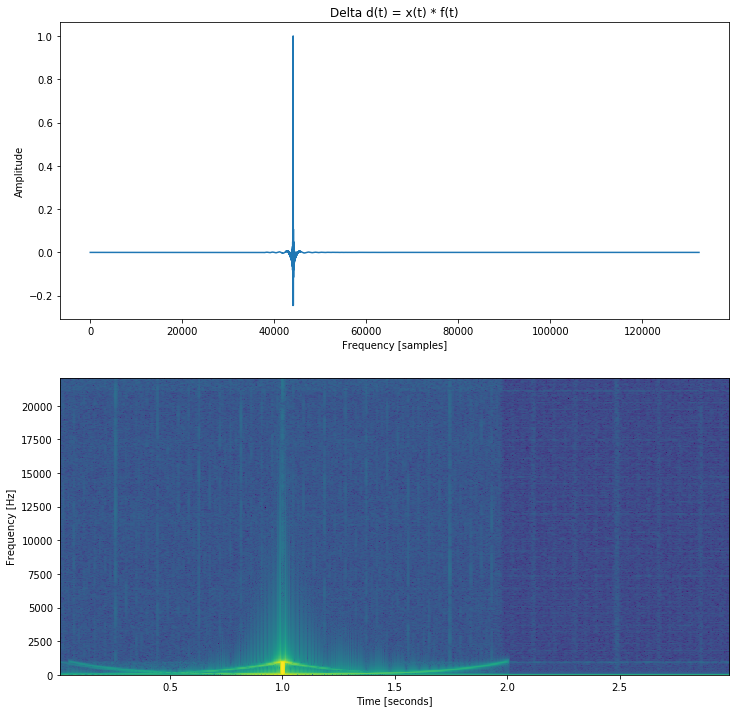 Delta d(t) = x(t) * f(t)
1.0
0.8
0.6
0.4
0.2
0.0
−0.2
Amplitude
0 20000 40000 60000 80000 100000 120000
Frequency [samples]
20000
17500
15000
12500
10000
7500
5000
2500
0
Frequency [Hz]
0.5 1.0 1.5 2.0 2.5
Time [seconds]